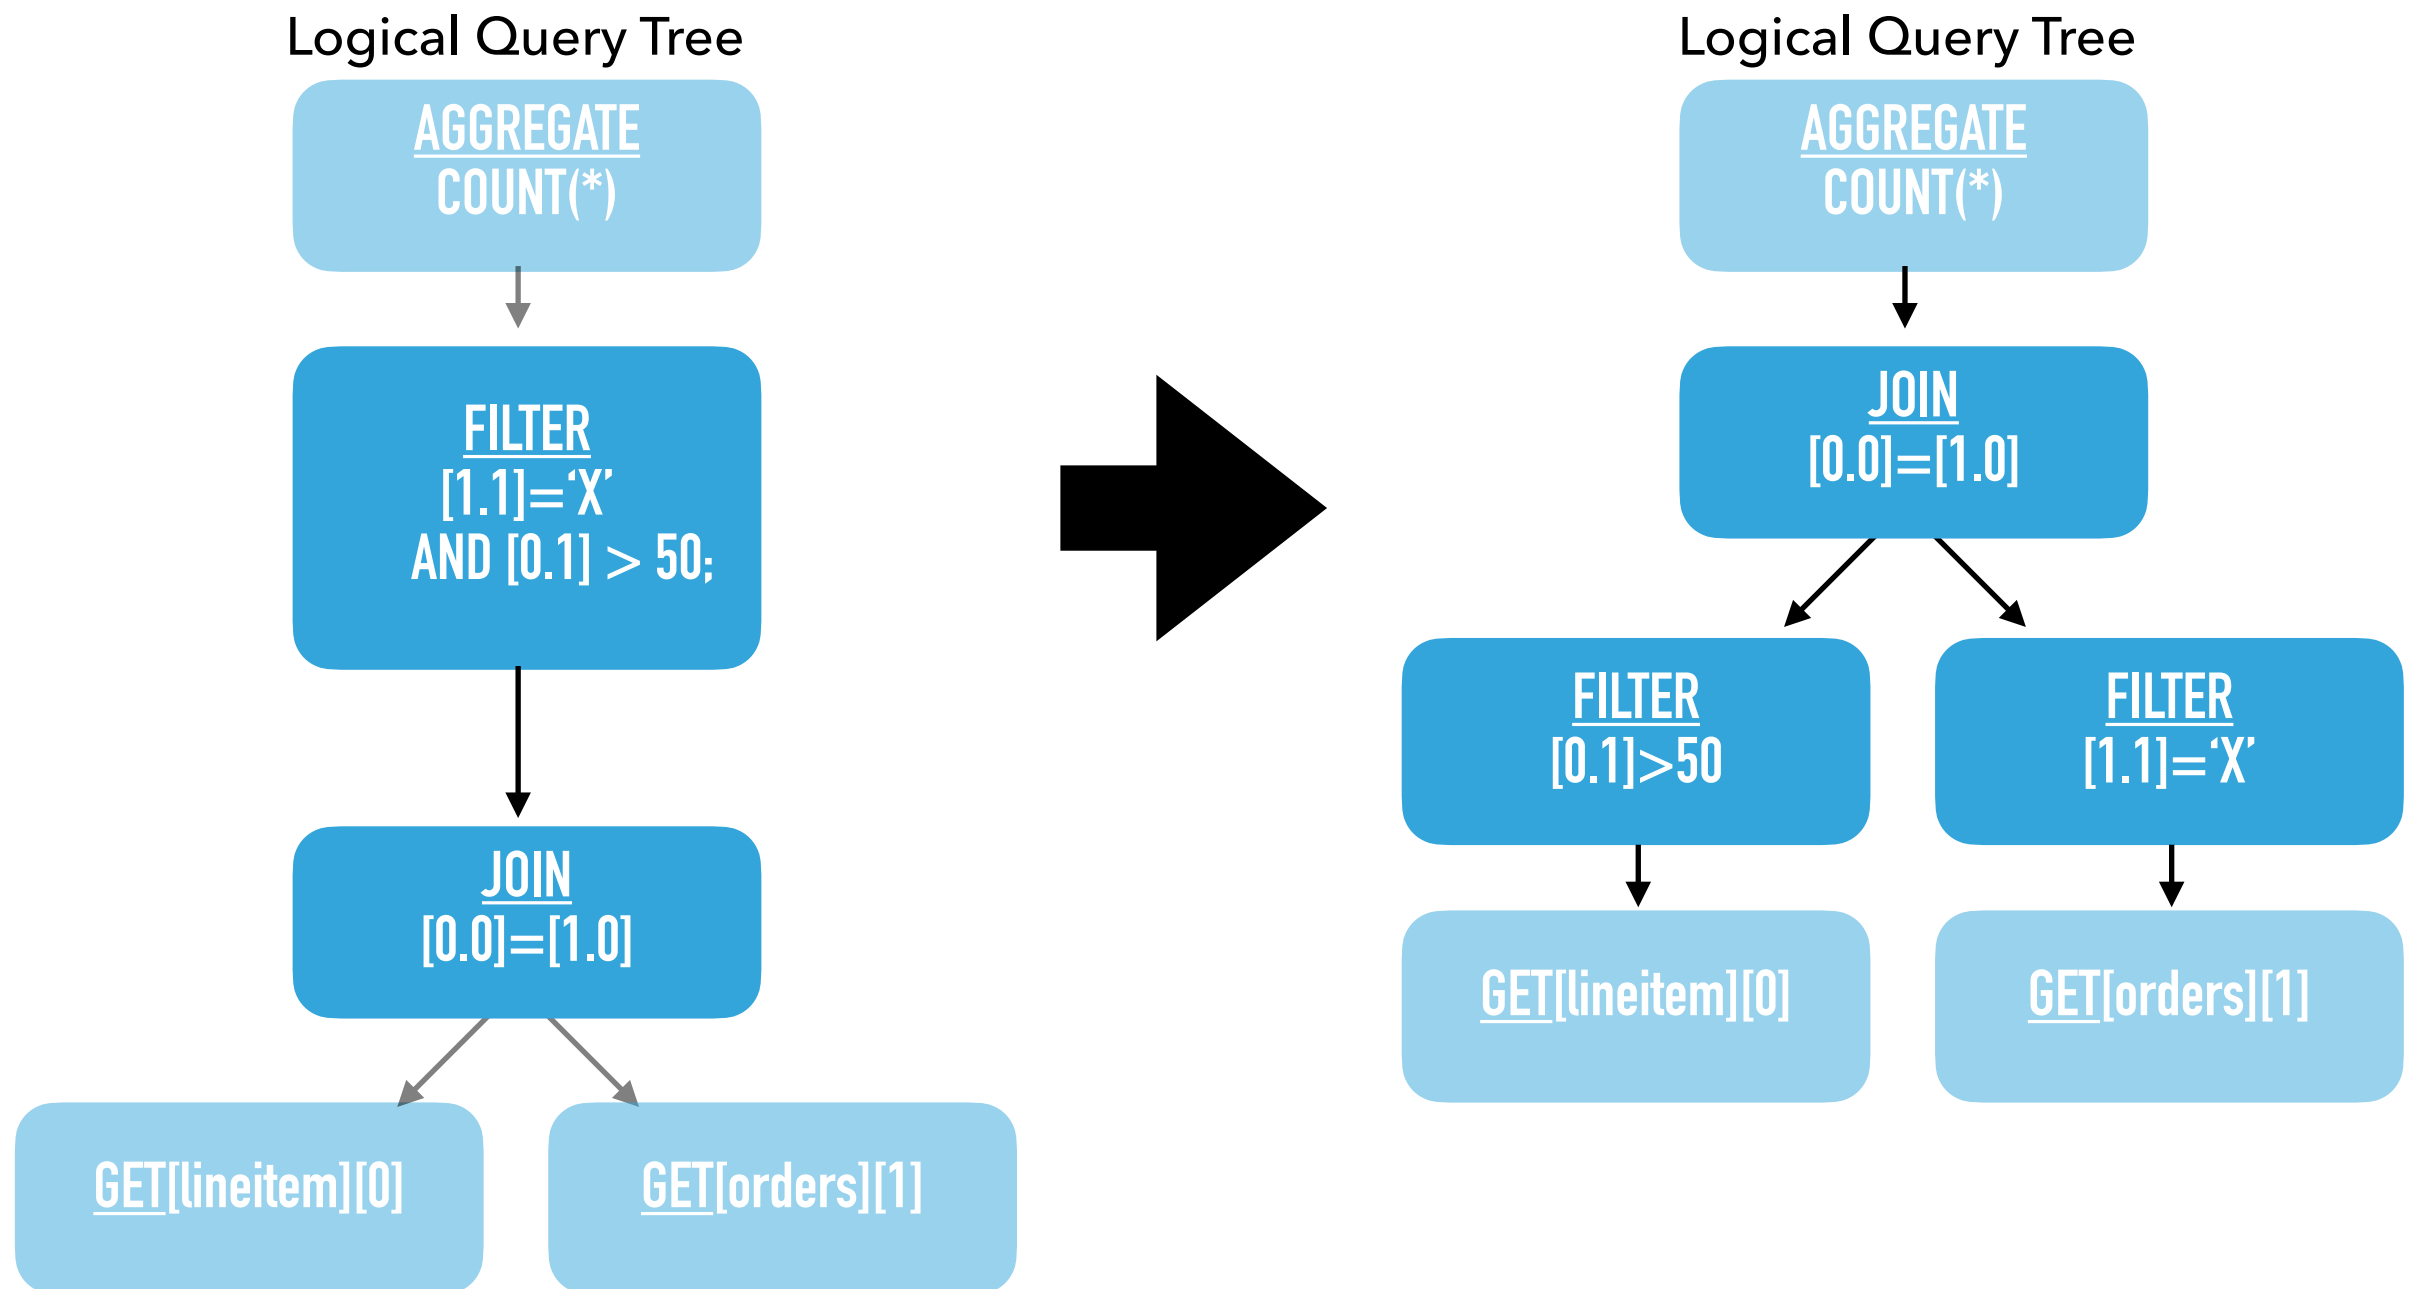 Logical Query Tree
AGGREGATE
COUNT(*)
FILTER
[1.1]=‘X’
AND [0.1] > 50;
JOIN
[0.0]=[1.0]
GET[lineitem][0]
GET[orders][1]
Logical Query Tree
AGGREGATE
COUNT(*)
JOIN
[0.0]=[1.0]
FILTER
[0.1]>50
FILTER
[1.1]=‘X’
GET[lineitem][0]
GET[orders][1]